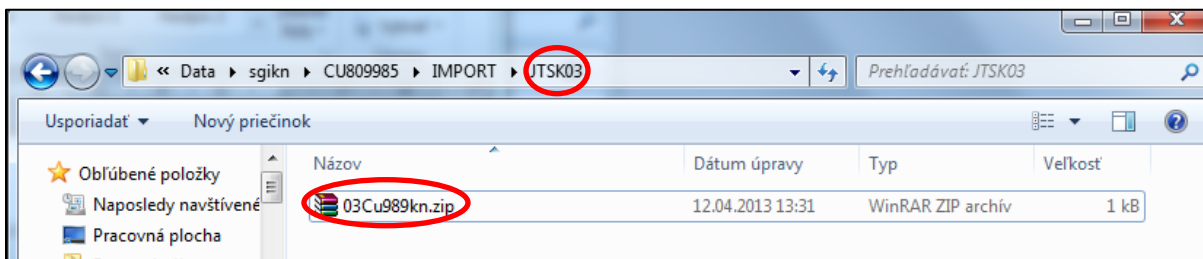 « Data ▸ sgikn ▸ CU809985 ▸ IMPORT ▸ JTSK03
Prehľadávať: JTSK03
Usporiadať Nový priečinok
Obľúbené položky
Naposledy navštívené
Pracovná plocha
Názov Dátum úpravy Typ Veľkosť
03Cu989kn.zip 12.04.2013 13:31 WinRAR ZIP archív 1 kB